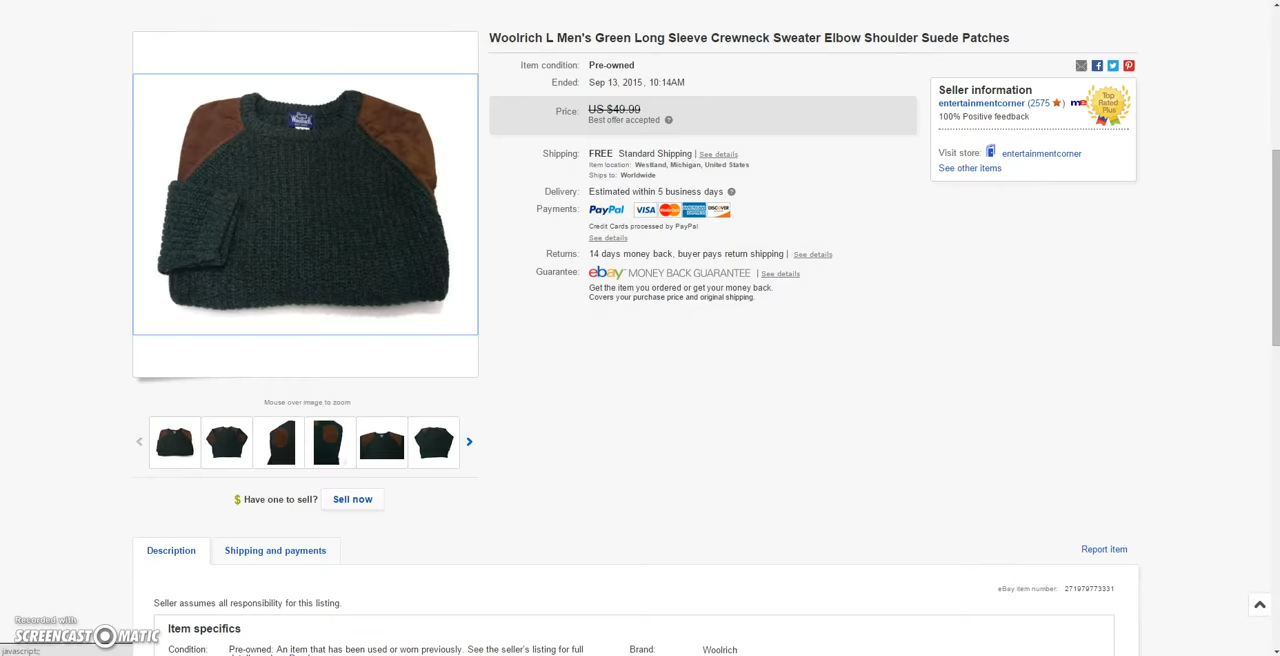 Woolrich L Men's Green Long Sleeve Crewneck Sweater Elbow Shoulder Suede Patches
Item condition: Pre-owned
Ended: Sep 13, 2015 , 10:14AM
Price: US $49.99
Best offer accepted
Shipping: FREE Standard Shipping | See details
Item location: Westland, Michigan, United States
Ships to: Worldwide
Delivery: Estimated within 5 business days
Payments: PayPal VISA MasterCard AMERICAN EXPRESS DISCOVER
Credit Cards processed by PayPal
See details
Returns: 14 days money back, buyer pays return shipping | See details
Guarantee: ebay MONEY BACK GUARANTEE | See details
Get the item you ordered or get your money back.
Covers your purchase price and original shipping.
Seller information
entertainmentcorner (2575 ) me
100% Positive feedback
Top
Rated
Plus
Visit store: entertainmentcorner
See other items
Woolrich
Mouse over image to zoom
$ Have one to sell? Sell now
Description
Shipping and payments
Report item
eBay item number: 271979773331
Seller assumes all responsibility for this listing.
Item specifics
Condition: Pre-owned: An item that has been used or worn previously. See the seller's listing for full
Brand: Woolrich
Recorded with
SCREENCAST-O-MATIC
javascript:;